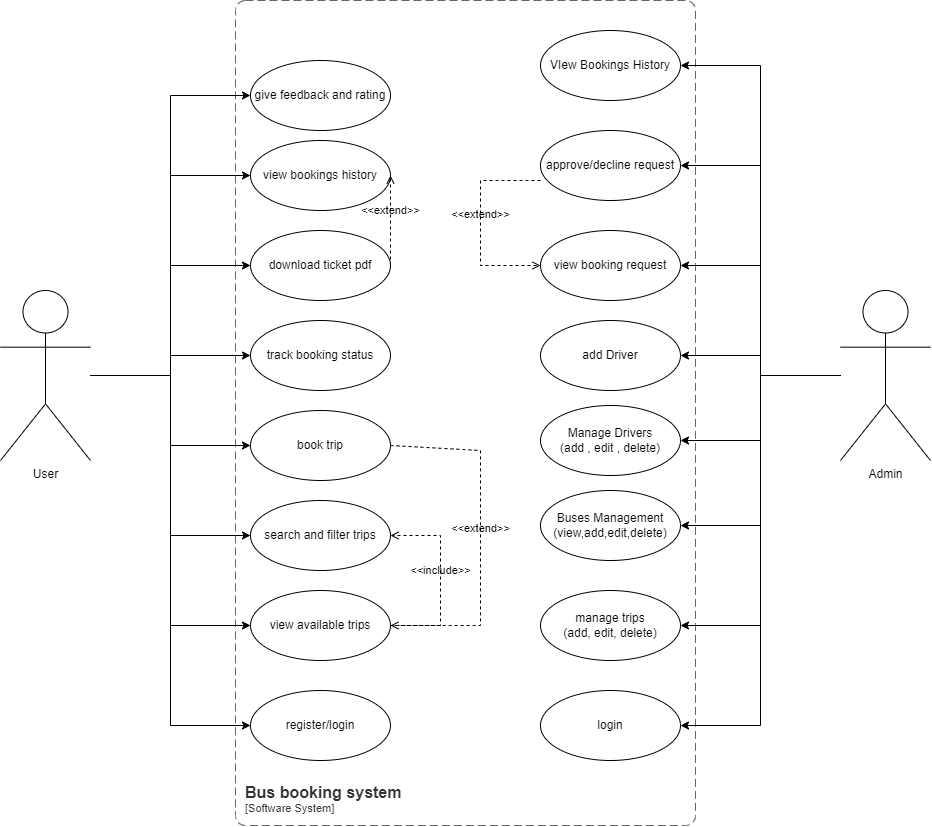 VIew Bookings History
give feedback and rating
approve/decline request
view bookings history
<<extend>>
<<extend>>
download ticket pdf
view booking request
track booking status
add Driver
Manage Drivers
(add , edit , delete)
book trip
User
Admin
Buses Management
(view,add,edit,delete)
<<extend>>
search and filter trips
<<include>>
manage trips
(add, edit, delete)
view available trips
register/login
login
Bus booking system
[Software System]